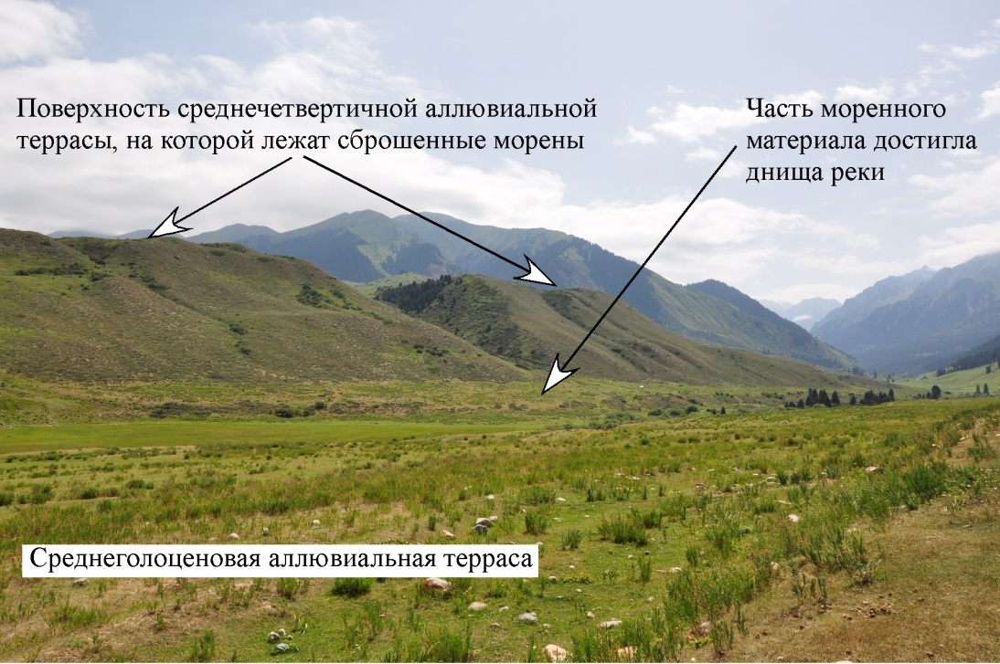 Поверхность среднечетвертичной аллювиальной
террасы, на которой лежат сброшенные морены
Часть моренного
материала достигла
днища реки
Среднеголоценовая аллювиальная терраса